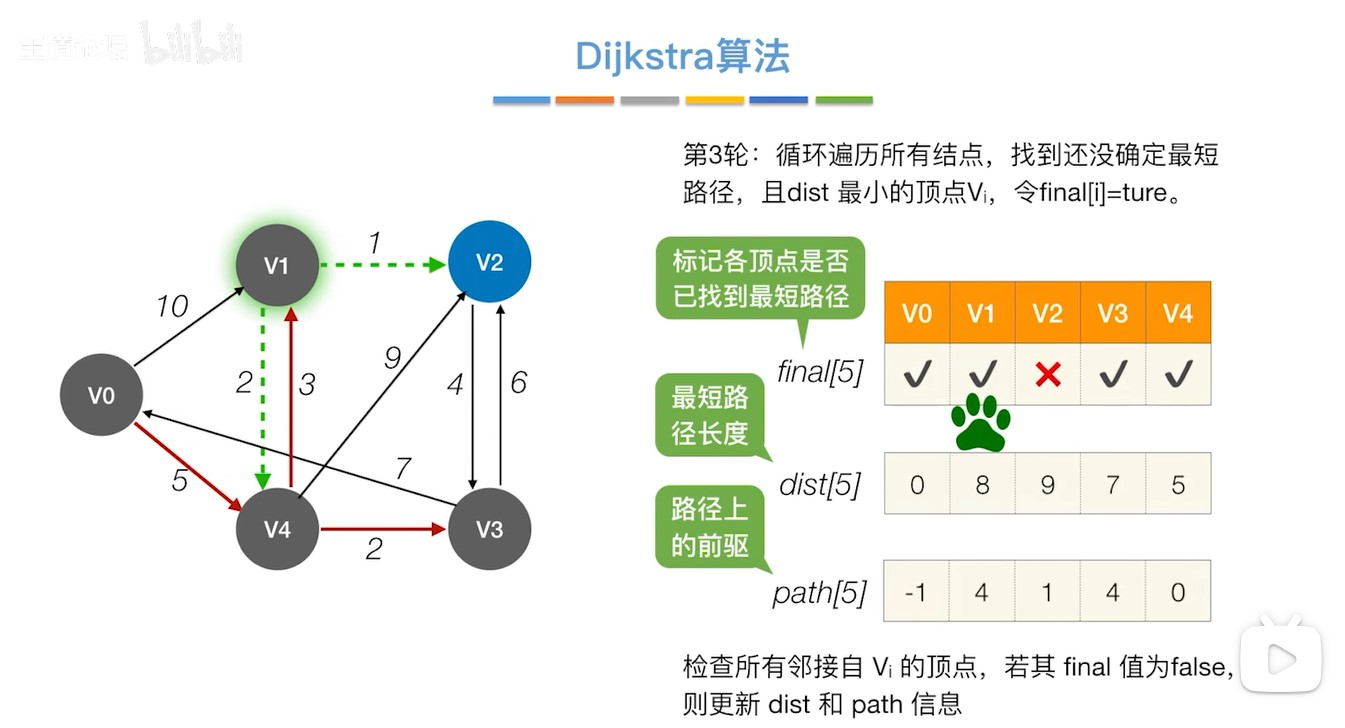 王道论坛 bilibili
Dijkstra算法
第3轮：循环遍历所有结点，找到还没确定最短
路径，且dist 最小的顶点Vᵢ，令final[i]=ture。
标记各顶点是否
已找到最短路径
V0 V1 V2 V3 V4
final[5]
最短路
径长度
dist[5] 0 8 9 7 5
路径上
的前驱
path[5] -1 4 1 4 0
检查所有邻接自 Vᵢ 的顶点，若其 final 值为false，
则更新 dist 和 path 信息
V1 1 V2
10
2 3 9 4 6
V0
5 7
V4 2 V3